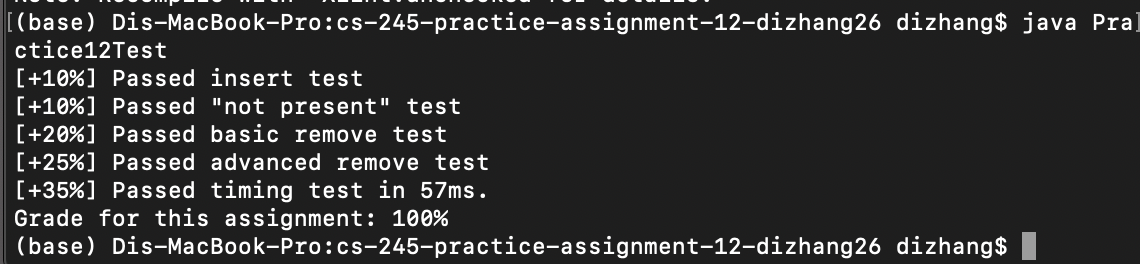 (base) Dis-MacBook-Pro:cs-245-practice-assignment-12-dizhang26 dizhang$ java Pra
ctice12Test
[+10%] Passed insert test
[+10%] Passed "not present" test
[+20%] Passed basic remove test
[+25%] Passed advanced remove test
[+35%] Passed timing test in 57ms.
Grade for this assignment: 100%
(base) Dis-MacBook-Pro:cs-245-practice-assignment-12-dizhang26 dizhang$